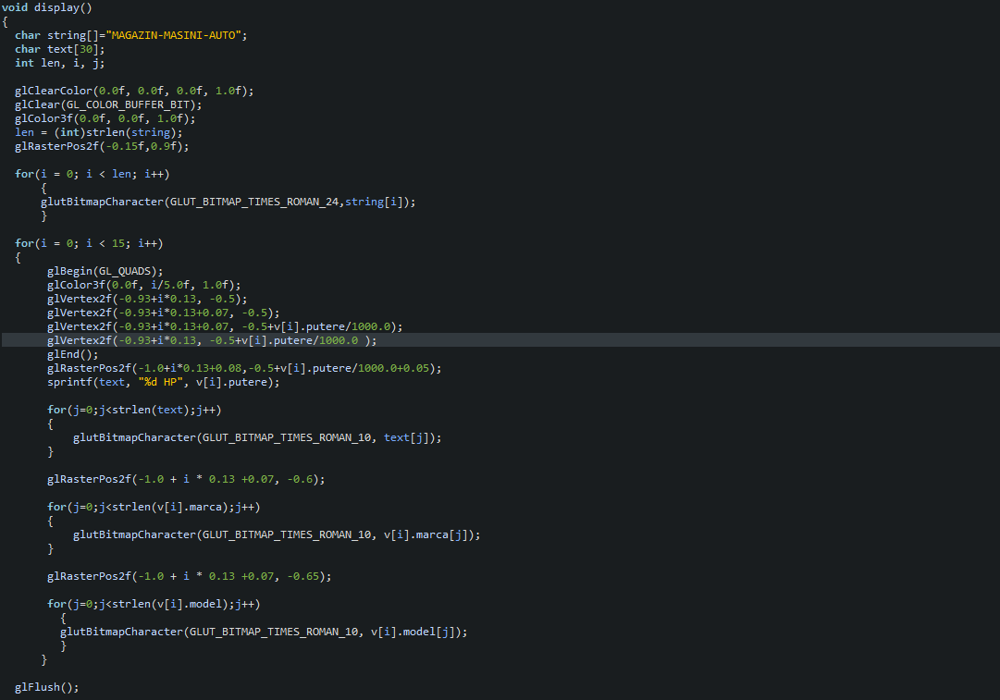 void display()
{
  char string[]="MAGAZIN-MASINI-AUTO";
  char text[30];
  int len, i, j;

  glClearColor(0.0f, 0.0f, 0.0f, 1.0f);
  glClear(GL_COLOR_BUFFER_BIT);
  glColor3f(0.0f, 0.0f, 1.0f);
  len = (int)strlen(string);
  glRasterPos2f(-0.15f,0.9f);

  for(i = 0; i < len; i++)
      {
      glutBitmapCharacter(GLUT_BITMAP_TIMES_ROMAN_24,string[i]);
      }

  for(i = 0; i < 15; i++)
  {
       glBegin(GL_QUADS);
       glColor3f(0.0f, i/5.0f, 1.0f);
       glVertex2f(-0.93+i*0.13, -0.5);
       glVertex2f(-0.93+i*0.13+0.07, -0.5);
       glVertex2f(-0.93+i*0.13+0.07, -0.5+v[i].putere/1000.0);
       glVertex2f(-0.93+i*0.13, -0.5+v[i].putere/1000.0 );
       glEnd();
       glRasterPos2f(-1.0+i*0.13+0.08,-0.5+v[i].putere/1000.0+0.05);
       sprintf(text, "%d HP", v[i].putere);

       for(j=0;j<strlen(text);j++)
       {
           glutBitmapCharacter(GLUT_BITMAP_TIMES_ROMAN_10, text[j]);
       }

       glRasterPos2f(-1.0 + i * 0.13 +0.07, -0.6);

       for(j=0;j<strlen(v[i].marca);j++)
       {
           glutBitmapCharacter(GLUT_BITMAP_TIMES_ROMAN_10, v[i].marca[j]);
       }

       glRasterPos2f(-1.0 + i * 0.13 +0.07, -0.65);

       for(j=0;j<strlen(v[i].model);j++)
         {
         glutBitmapCharacter(GLUT_BITMAP_TIMES_ROMAN_10, v[i].model[j]);
         }
      }

  glFlush();